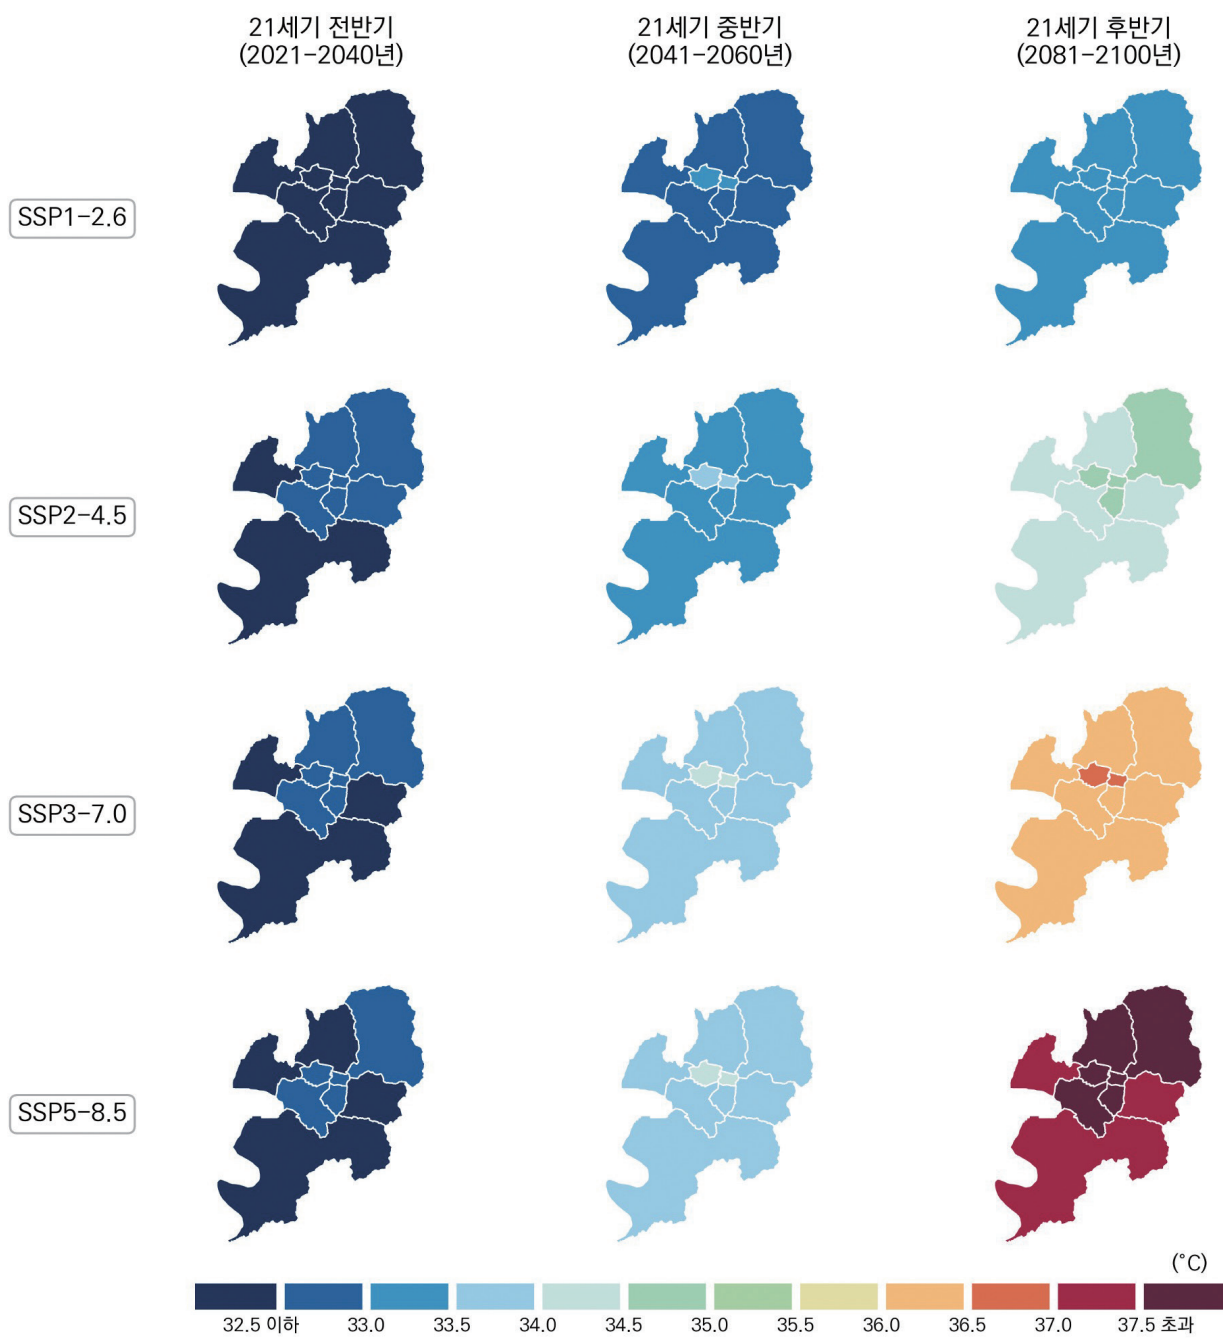 21세기 전반기
(2021-2040년)
21세기 중반기
(2041-2060년)
21세기 후반기
(2081-2100년)
SSP1-2.6
SSP2-4.5
SSP3-7.0
SSP5-8.5
(°C)
32.5 이하 33.0 33.5 34.0 34.5 35.0 35.5 36.0 36.5 37.0 37.5 초과